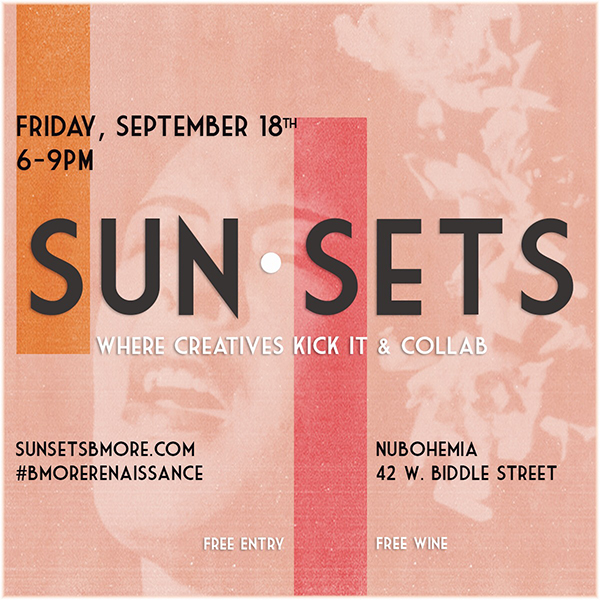 FRIDAY, SEPTEMBER 18TH
6-9PM
SUN·SETS
WHERE CREATIVES KICK IT & COLLAB
SUNSETSBMORE.COM
#BMORERENAISSANCE
NUBOHEMIA
42 W. BIDDLE STREET
FREE ENTRY
FREE WINE